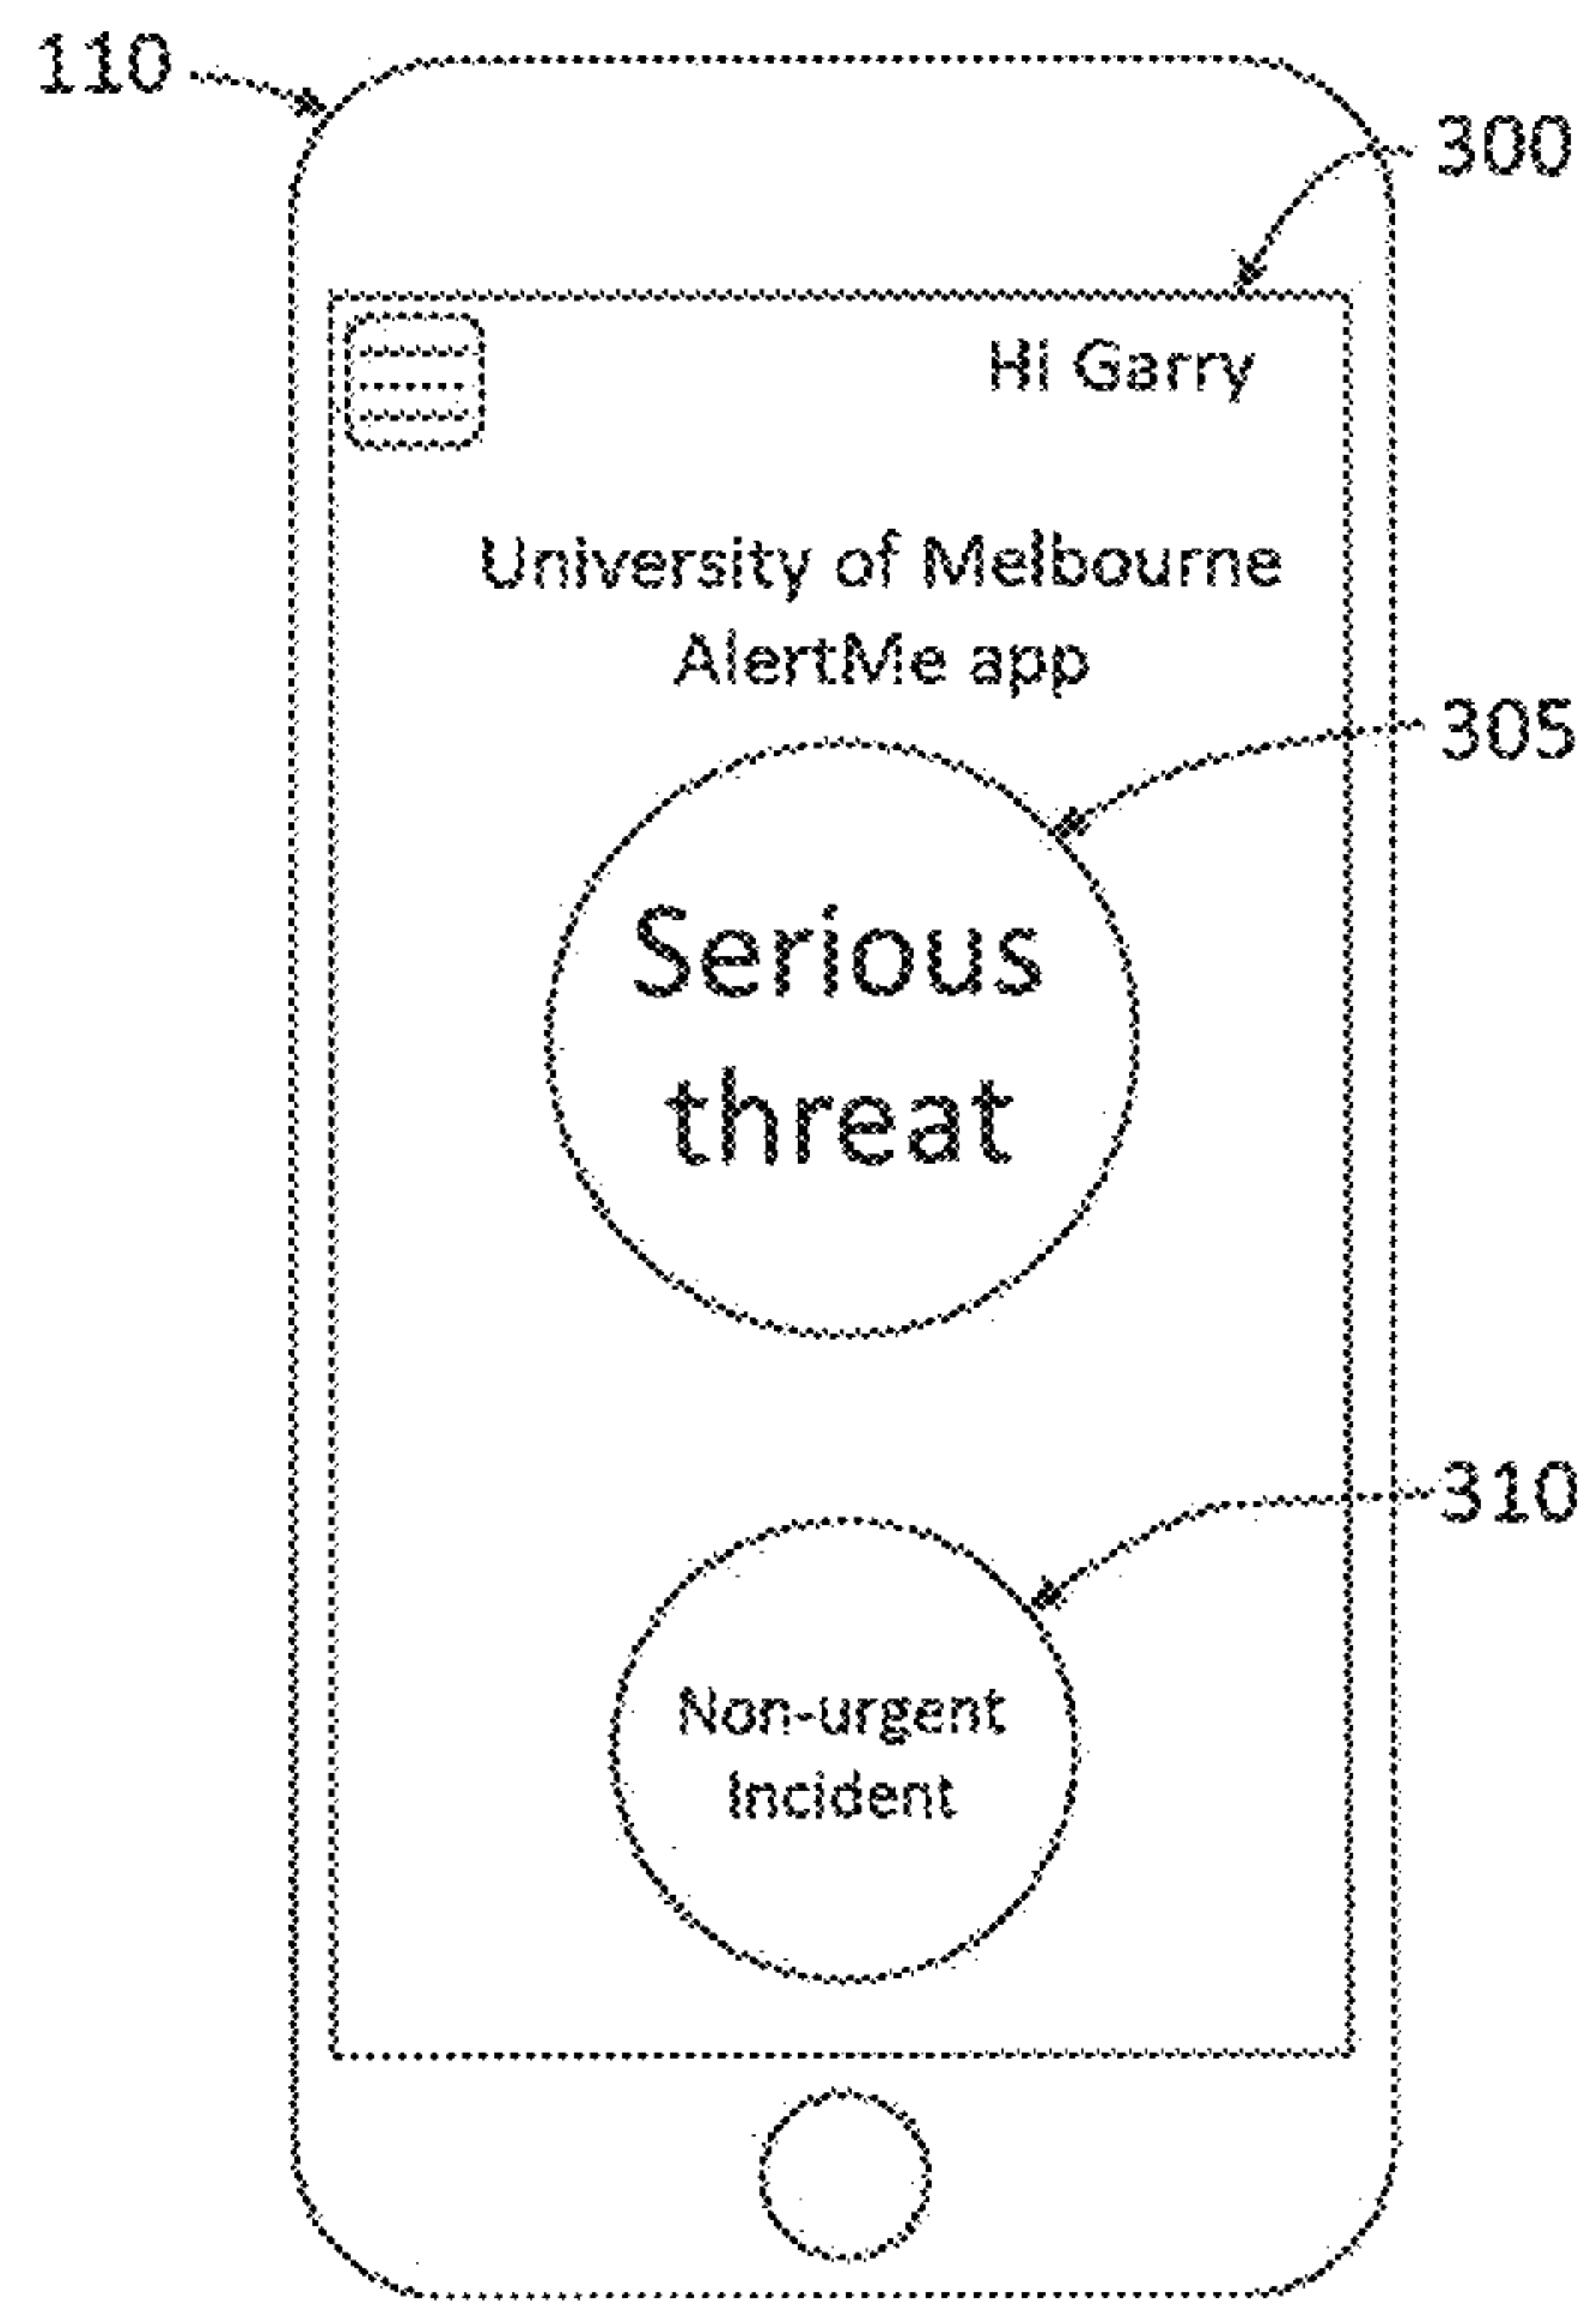 110
300
Hi Garry
University of Melbourne
AlertMe app
305
Serious
threat
310
Non-urgent
Incident